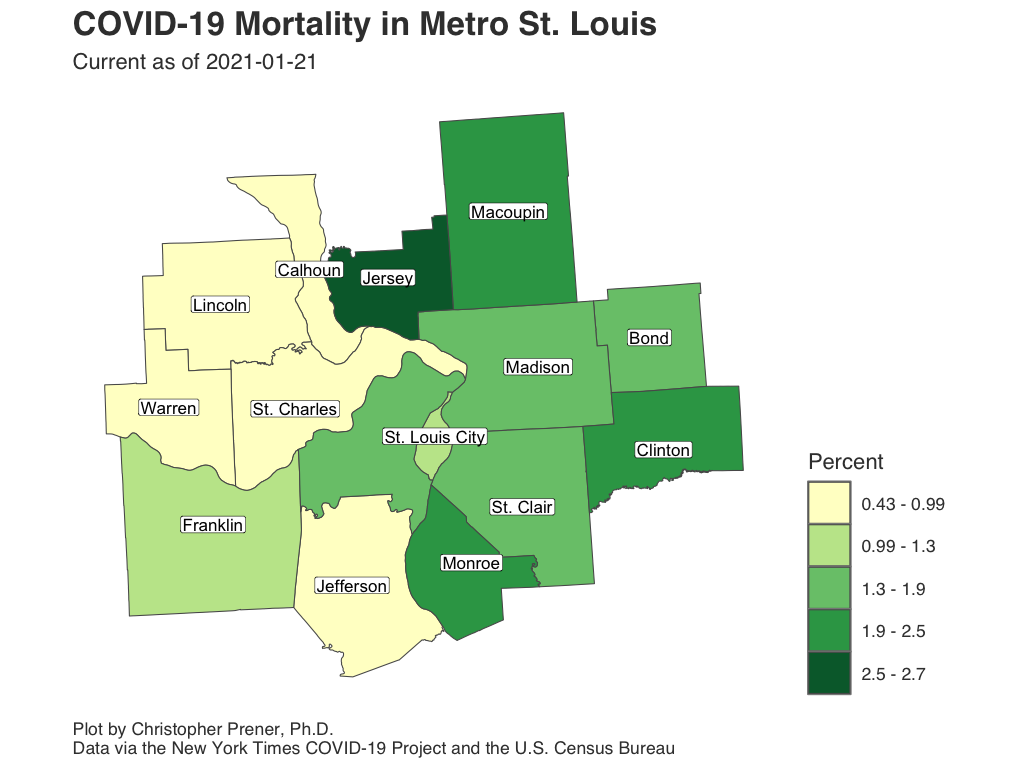 COVID-19 Mortality in Metro St. Louis
Current as of 2021-01-21
Macoupin
Calhoun
Jersey
Lincoln
Bond
Madison
Warren
St. Charles
St. Louis City
Clinton
St. Clair
Franklin
Monroe
Jefferson
Percent
0.43 - 0.99
0.99 - 1.3
1.3 - 1.9
1.9 - 2.5
2.5 - 2.7
Plot by Christopher Prener, Ph.D.
Data via the New York Times COVID-19 Project and the U.S. Census Bureau